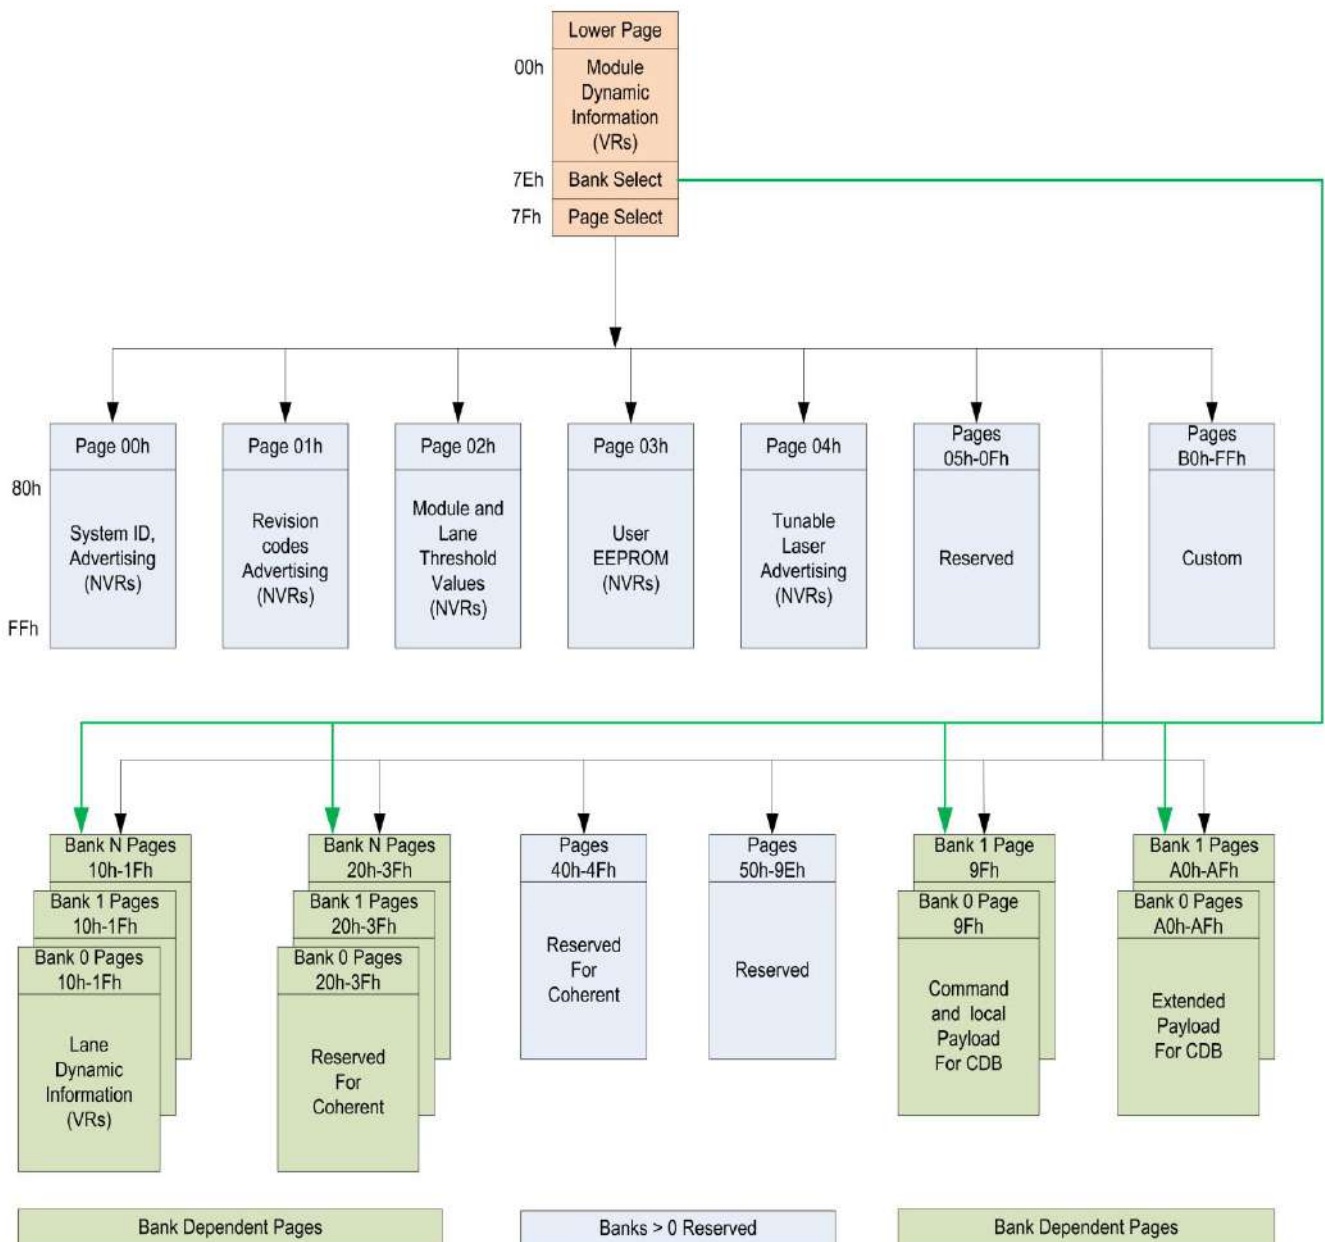 Lower Page
00h
Module
Dynamic
Information
(VRs)
7Eh
Bank Select
7Fh
Page Select
Page 00h
Page 01h
Page 02h
Page 03h
Page 04h
Pages
05h-0Fh
Pages
B0h-FFh
80h
FFh
System ID,
Advertising
(NVRs)
Revision
codes
Advertising
(NVRs)
Module and
Lane
Threshold
Values
(NVRs)
User
EEPROM
(NVRs)
Tunable
Laser
Advertising
(NVRs)
Reserved
Custom
Bank N Pages
10h-1Fh
Bank 1 Pages
10h-1Fh
Bank 0 Pages
10h-1Fh
Lane
Dynamic
Information
(VRs)
Bank N Pages
20h-3Fh
Bank 1 Pages
20h-3Fh
Bank 0 Pages
20h-3Fh
Reserved
For
Coherent
Pages
40h-4Fh
Reserved
For
Coherent
Pages
50h-9Eh
Reserved
Bank 1 Page
9Fh
Bank 0 Page
9Fh
Command
and local
Payload
For CDB
Bank 1 Pages
A0h-AFh
Bank 0 Pages
A0h-AFh
Extended
Payload
For CDB
Bank Dependent Pages
Banks > 0 Reserved
Bank Dependent Pages